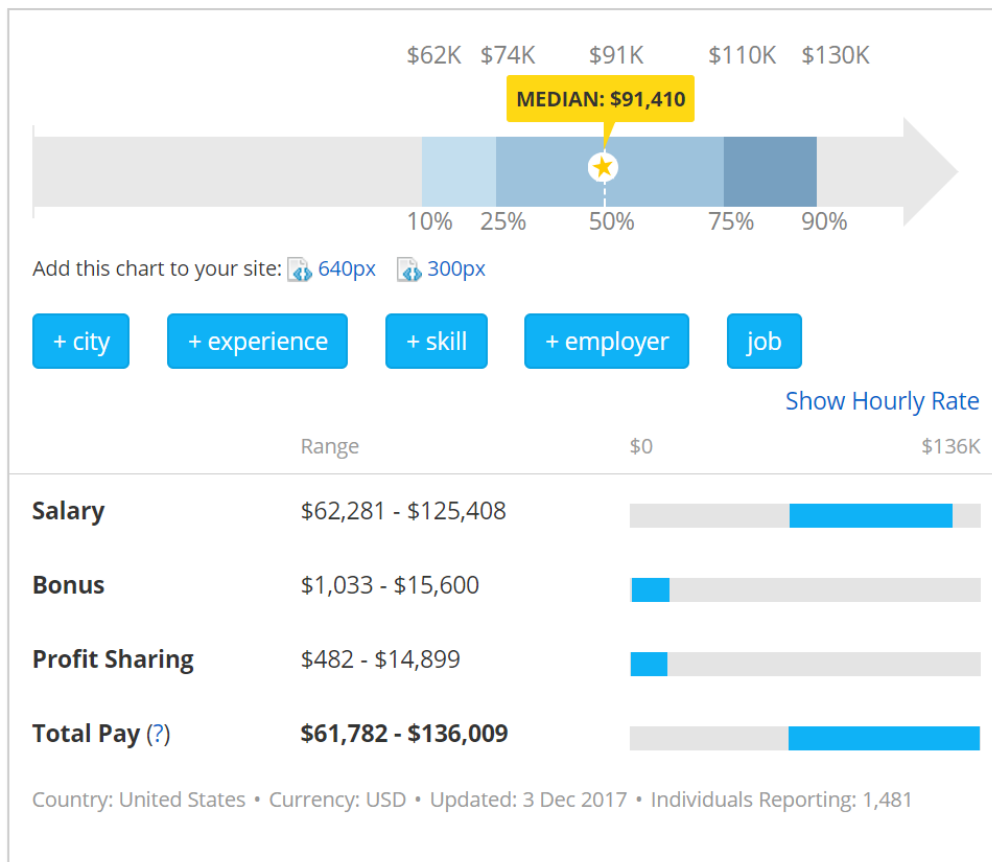 $62K $74K $91K $110K $130K
MEDIAN: $91,410
10% 25% 50% 75% 90%
Add this chart to your site: 640px 300px
+ city + experience + skill + employer job
Show Hourly Rate
Range $0 $136K
Salary $62,281 - $125,408
Bonus $1,033 - $15,600
Profit Sharing $482 - $14,899
Total Pay (?) $61,782 - $136,009
Country: United States • Currency: USD • Updated: 3 Dec 2017 • Individuals Reporting: 1,481